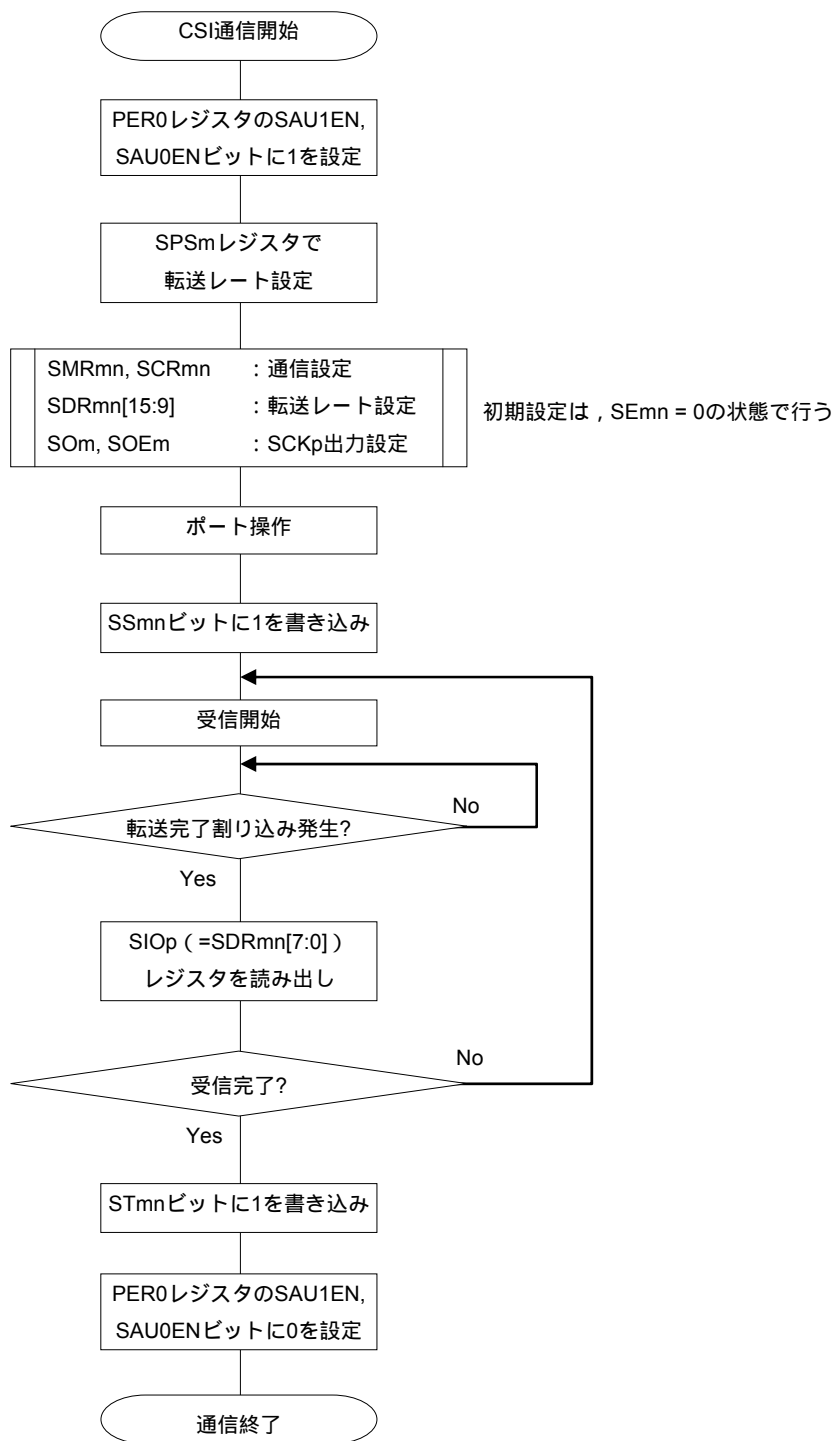 CSI通信開始
PER0レジスタのSAU1EN,
SAU0ENビットに1を設定
SPSmレジスタで
転送レート設定
SMRmn, SCRmn :通信設定
SDRmn[15:9] :転送レート設定
SOm, SOEm :SCKp出力設定
初期設定は,SEmn = 0の状態で行う
ポート操作
SSmnビットに1を書き込み
受信開始
No
転送完了割り込み発生?
Yes
SIOp(=SDRmn[7:0])
レジスタを読み出し
No
受信完了?
Yes
STmnビットに1を書き込み
PER0レジスタのSAU1EN,
SAU0ENビットに0を設定
通信終了